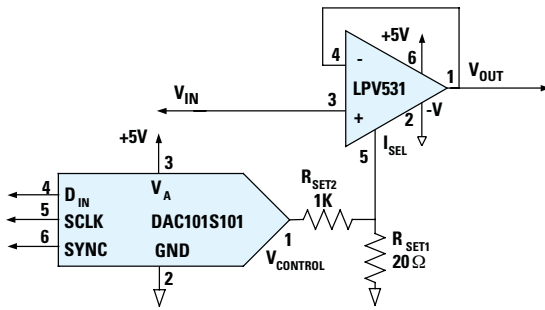 +5V
4
-
6
1
V_OUT
LPV531
V_IN
3
+
2
-V
I_SEL
5
+5V
3
V_A
4
D_IN
5
SCLK
DAC101S101
6
SYNC
GND
1
V_CONTROL
2
R_SET2
1K
R_SET1
20 Ω